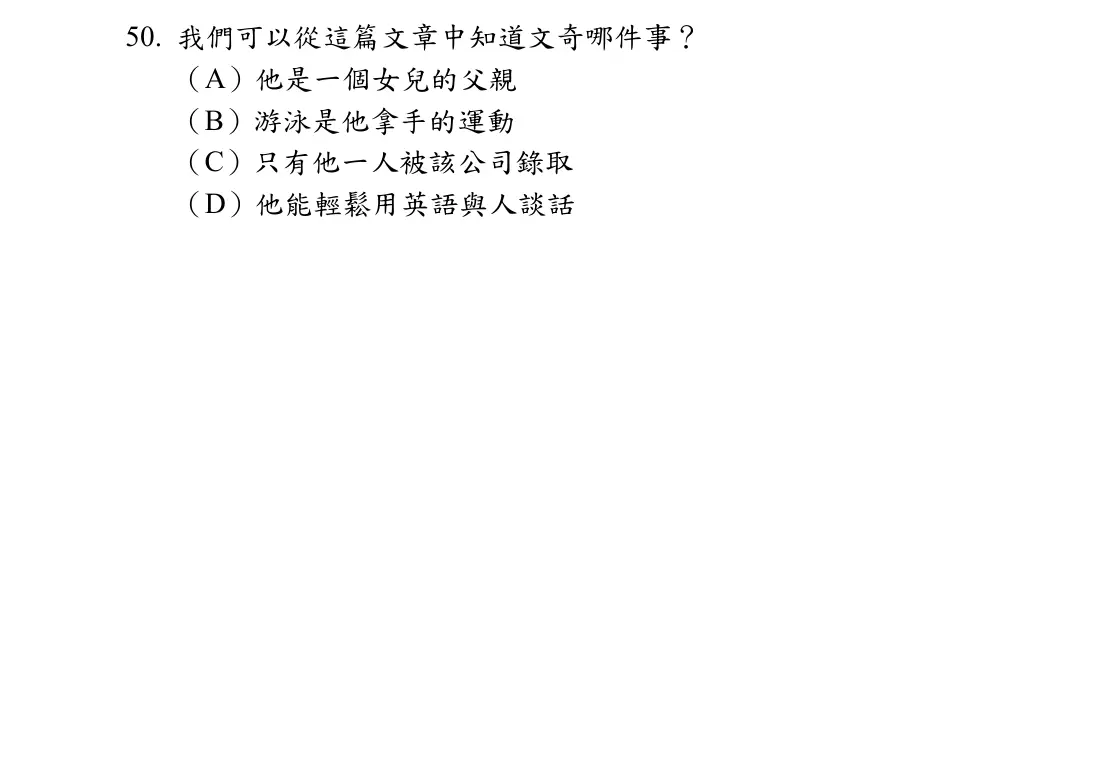 50. 我們可以從這篇文章中知道文奇哪件事？
（A）他是一個女兒的父親
（B）游泳是他拿手的運動
（C）只有他一人被該公司錄取
（D）他能輕鬆用英語與人談話